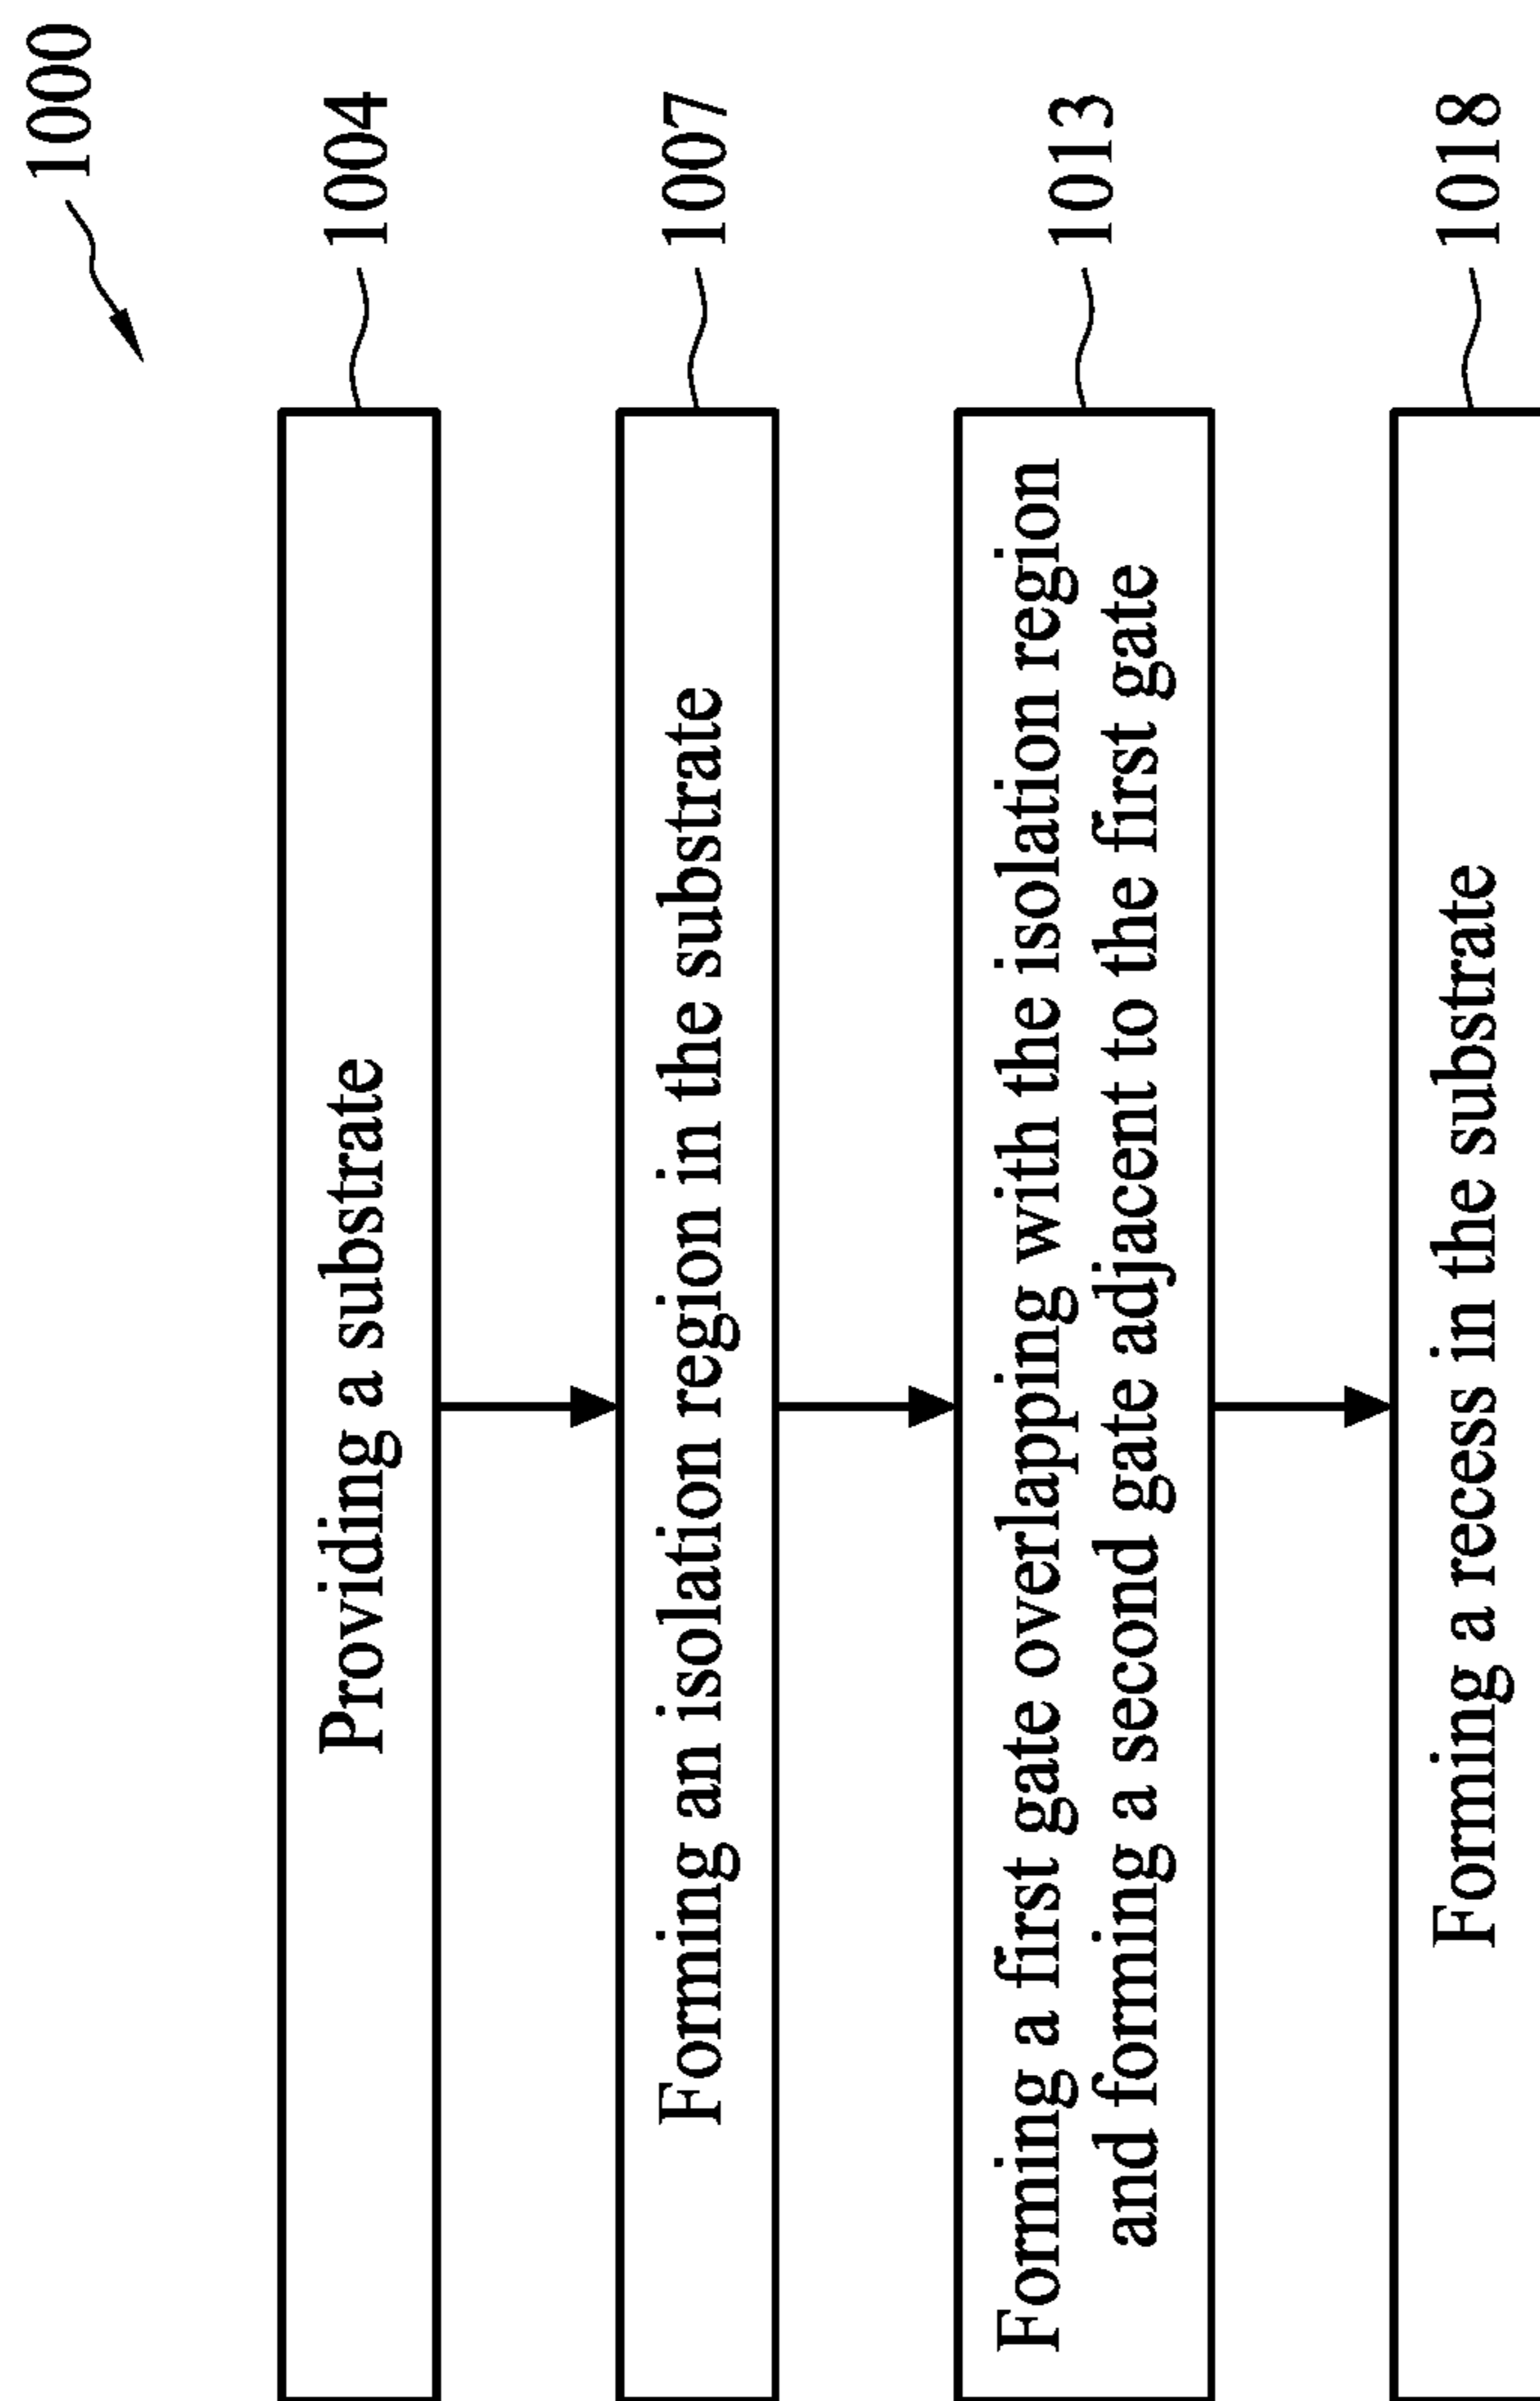 1000
Providing a substrate
1004
Forming an isolation region in the substrate
1007
Forming a first gate overlapping with the isolation region
and forming a second gate adjacent to the first gate
1013
Forming a recess in the substrate
1018